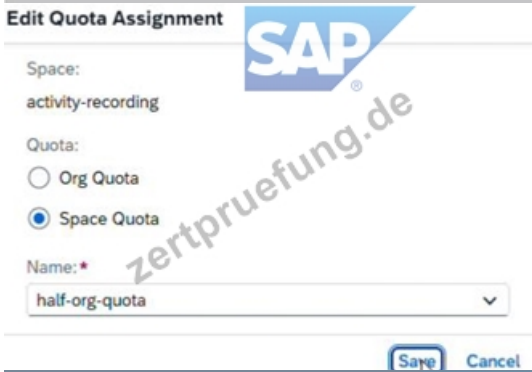 Edit Quota Assignment
SAP
®
Space:
activity-recording
Quota:
Org Quota
Space Quota
Name:*
half-org-quota
Save Cancel
zertpruefung.de